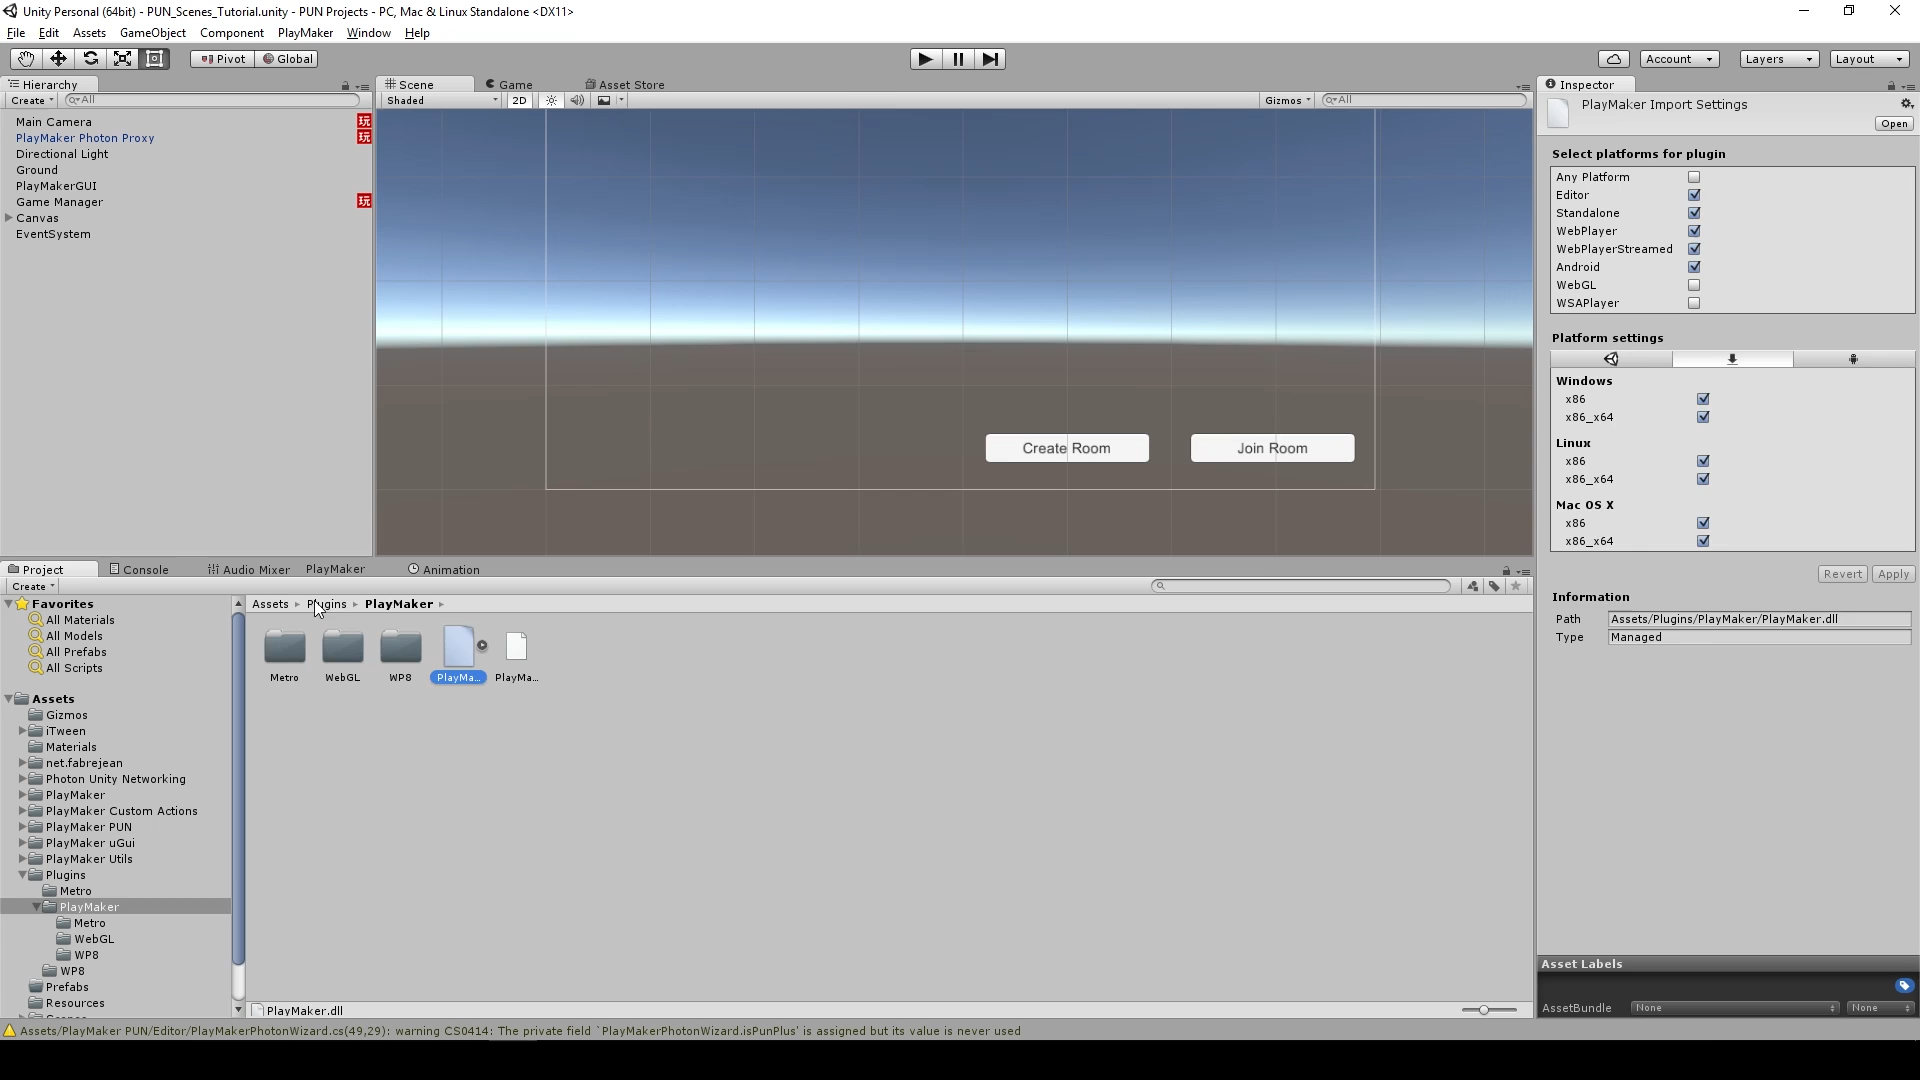 Unity Personal (64bit) - PUN_Scenes_Tutorial.unity - PUN Projects - PC, Mac & Linux Standalone <DX11>
File Edit Assets GameObject Component PlayMaker Window Help
Pivot Global Account Layers Layout
Hierarchy
Create All
Main Camera 玩
PlayMaker Photon Proxy 玩
Directional Light
Ground
PlayMakerGUI
Game Manager 玩
Canvas
EventSystem
Scene Game Asset Store
Shaded 2D Gizmos All
Create Room Join Room
Inspector
PlayMaker Import Settings
Open
Select platforms for plugin
Any Platform
Editor
Standalone
WebPlayer
WebPlayerStreamed
Android
WebGL
WSAPlayer
Platform settings
Windows
x86
x86_x64
Linux
x86
x86_x64
Mac OS X
x86
x86_x64
Revert Apply
Information
Path Assets/Plugins/PlayMaker/PlayMaker.dll
Type Managed
Asset Labels
AssetBundle None None
Project Console Audio Mixer PlayMaker Animation
Create
Favorites
All Materials
All Models
All Prefabs
All Scripts
Assets
Gizmos
iTween
Materials
net.fabrejean
Photon Unity Networking
PlayMaker
PlayMaker Custom Actions
PlayMaker PUN
PlayMaker uGui
PlayMaker Utils
Plugins
Metro
PlayMaker
Metro
WebGL
WP8
WP8
Prefabs
Resources
Assets Plugins PlayMaker
Metro WebGL WP8 PlayMa... PlayMa...
PlayMaker.dll
Assets/PlayMaker PUN/Editor/PlayMakerPhotonWizard.cs(49,29): warning CS0414: The private field `PlayMakerPhotonWizard.isPunPlus' is assigned but its value is never used